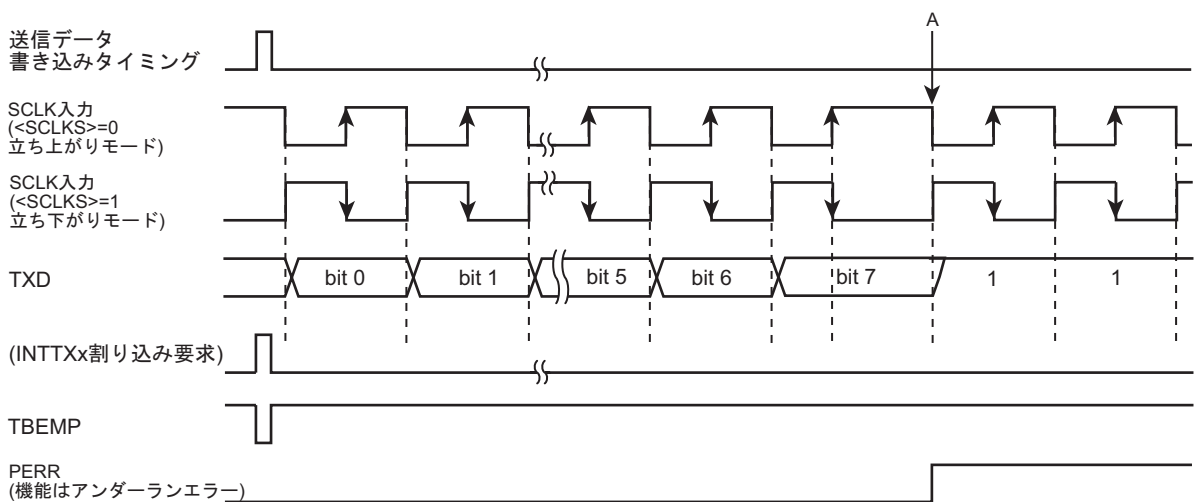 A
送信データ
書き込みタイミング
SCLK入力
(<SCLKS>=0
立ち上がりモード)
SCLK入力
(<SCLKS>=1
立ち下がりモード)
TXD
bit 0
bit 1
bit 5
bit 6
bit 7
1
1
(INTTXx割り込み要求)
TBEMP
PERR
(機能はアンダーランエラー)